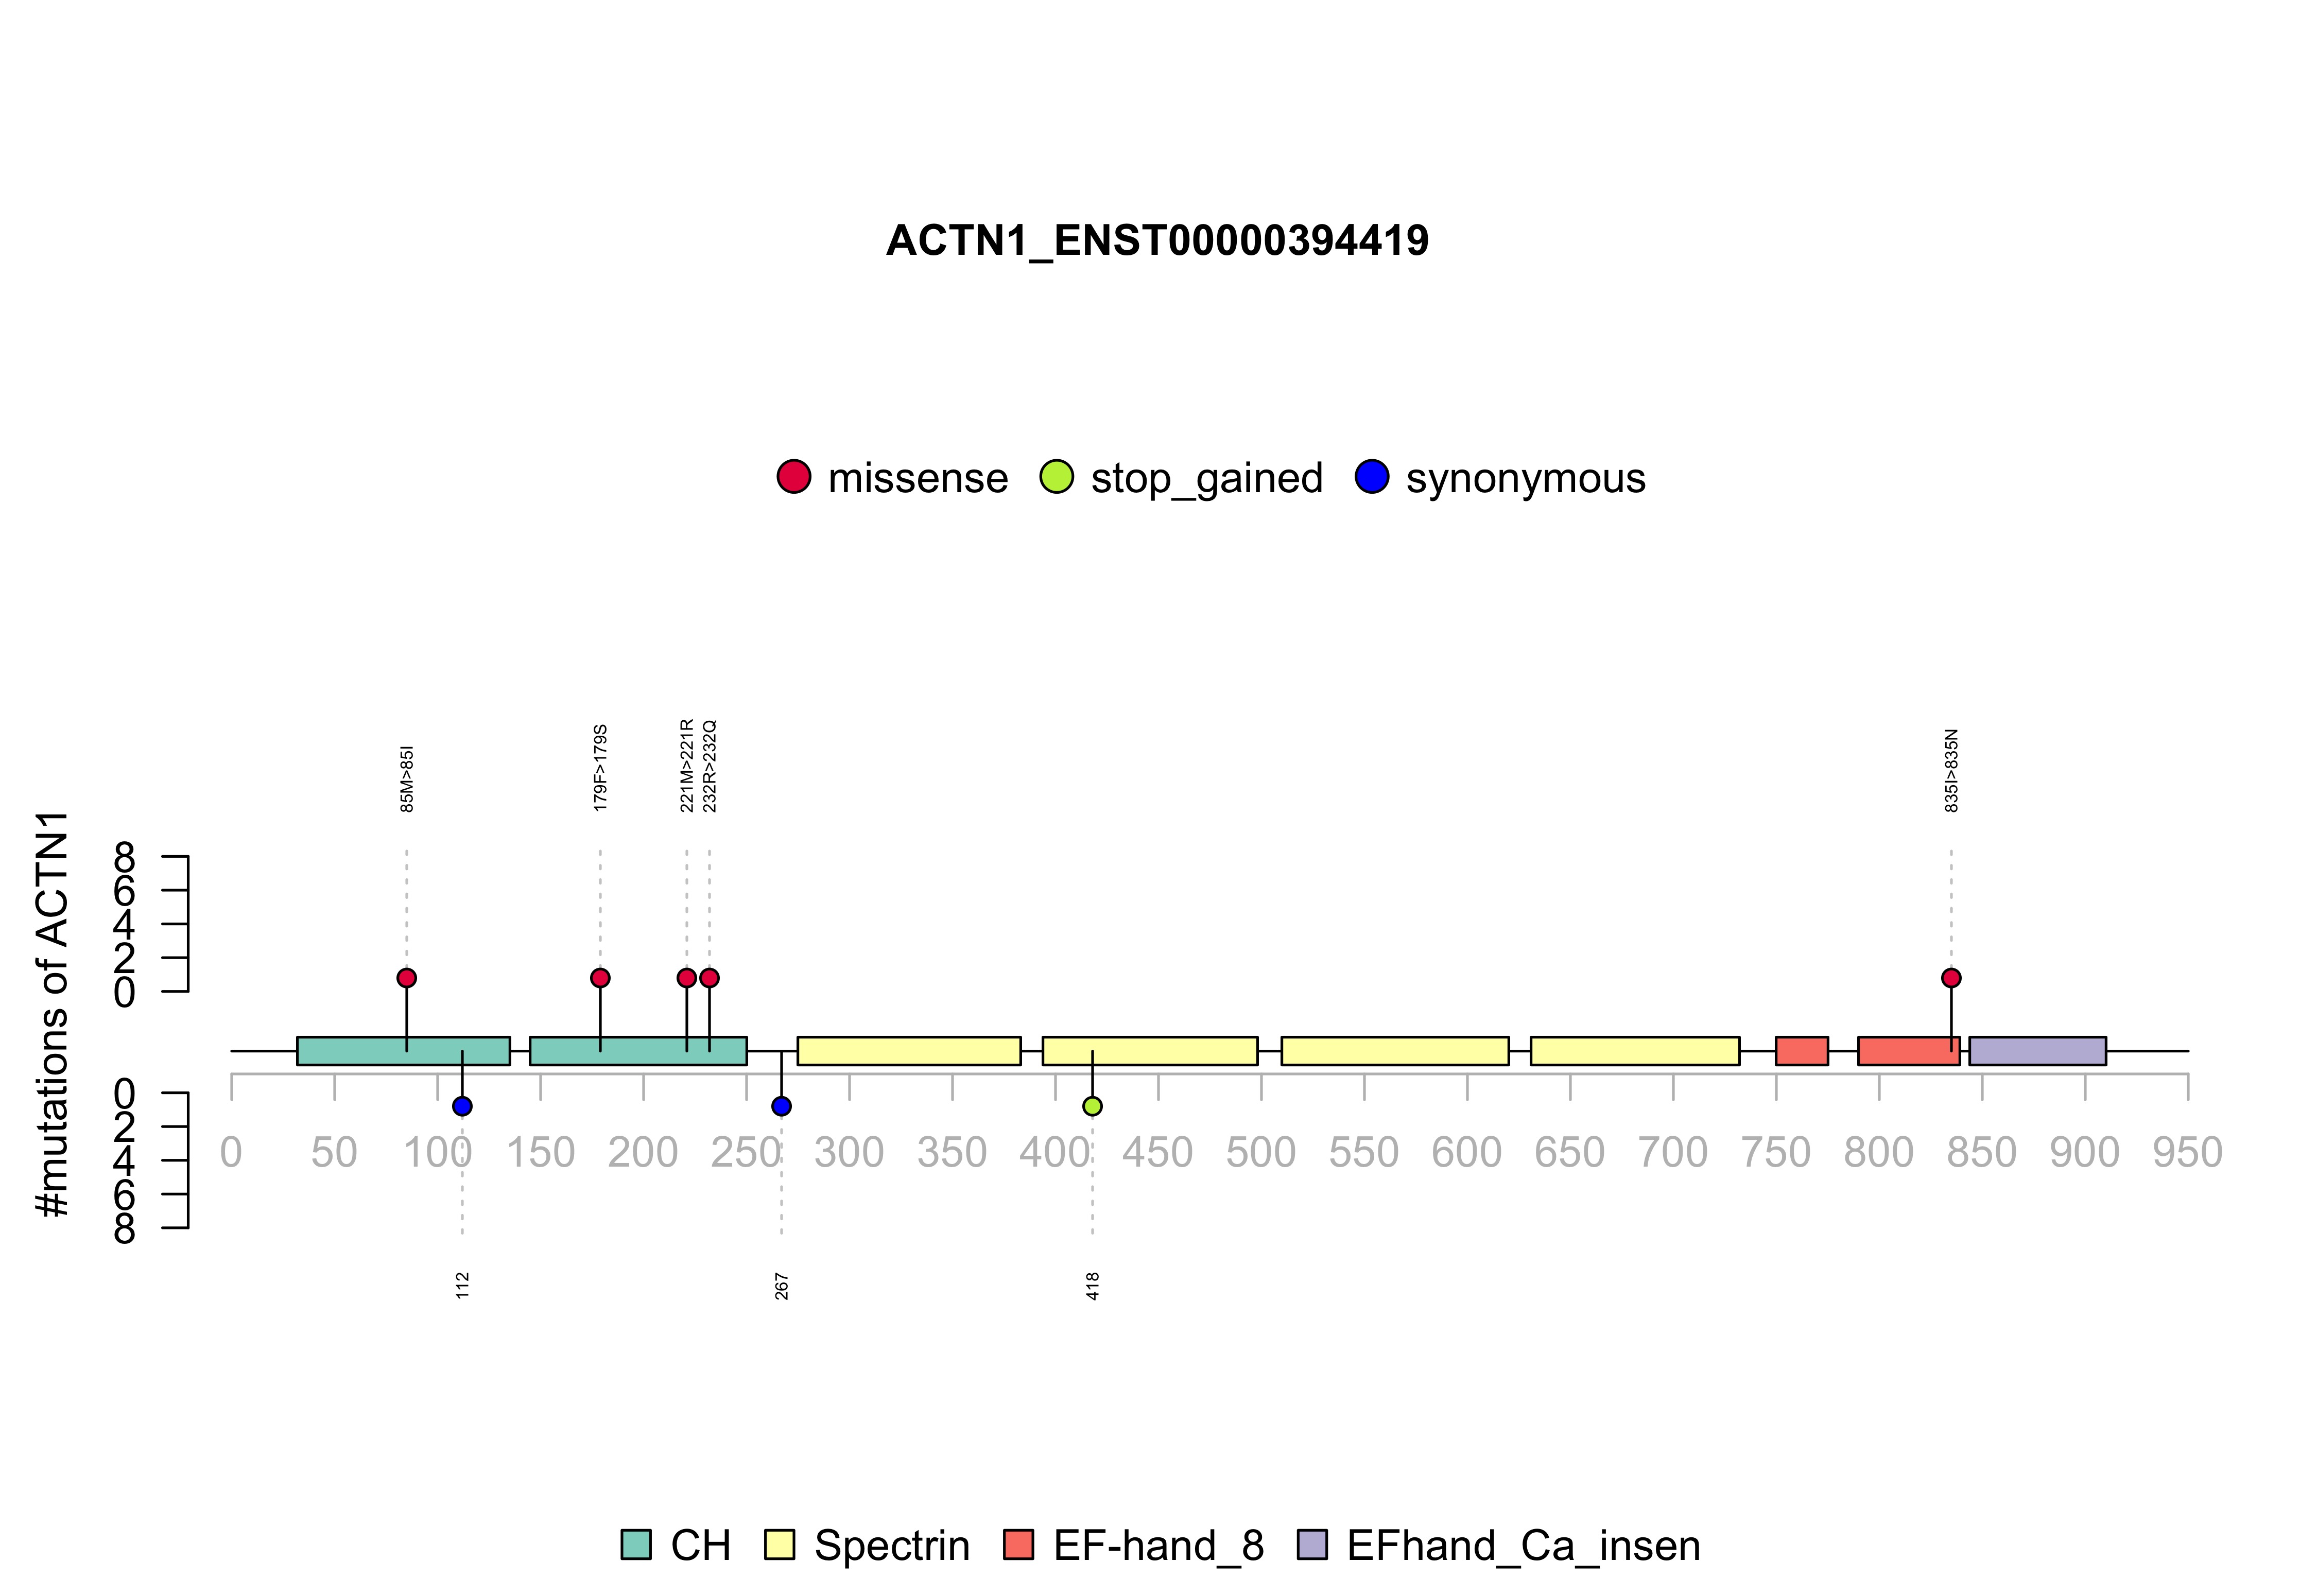 ACTN1_ENST00000394419
missense stop_gained synonymous
85M>85I 179F>179S 221M>221R 232R>232Q 835I>835N
#mutations of ACTN1
8
6
4
2
0
0
2
4
6
8
0 50 100 150 200 250 300 350 400 450 500 550 600 650 700 750 800 850 900 950
112 267 418
CH Spectrin EF-hand_8 EFhand_Ca_insen